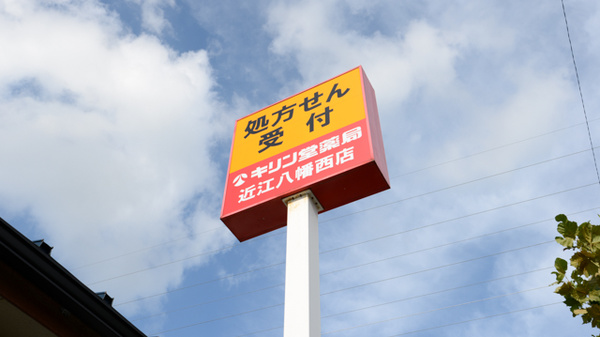 処方せん
受付
キリン堂薬局
近江八幡西店